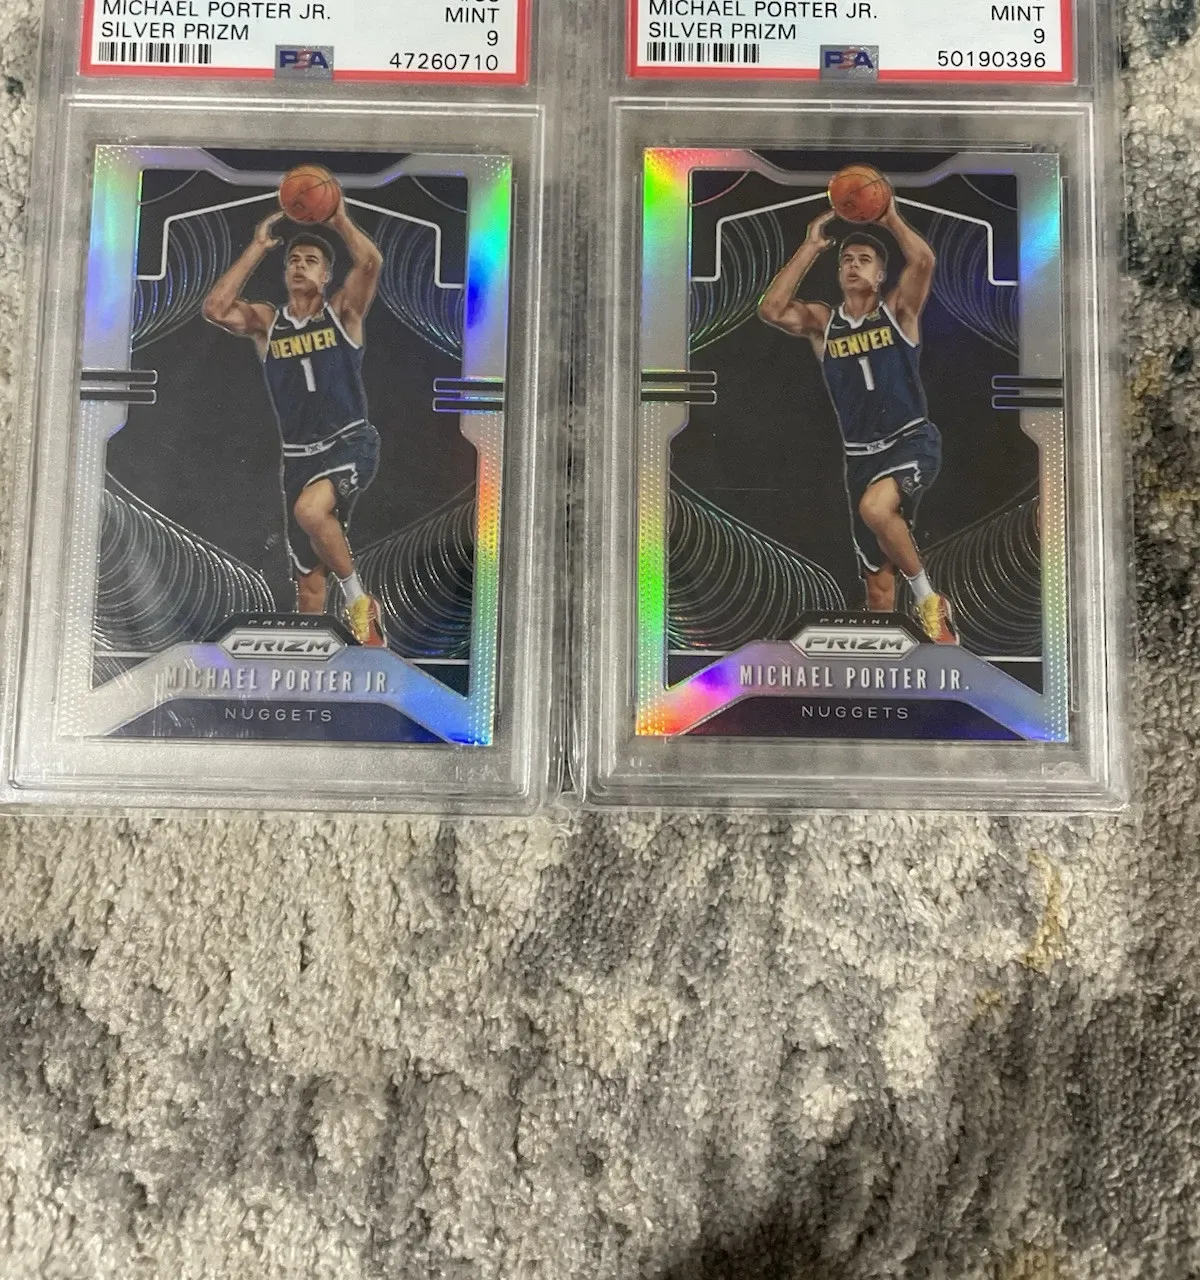 MICHAEL PORTER JR.
MINT
SILVER PRIZM
9
PSA
47260710
DENVER
1
PANINI
PRIZM
MICHAEL PORTER JR.
NUGGETS
MICHAEL PORTER JR.
MINT
SILVER PRIZM
9
PSA
50190396
DENVER
1
PANINI
PRIZM
MICHAEL PORTER JR.
NUGGETS